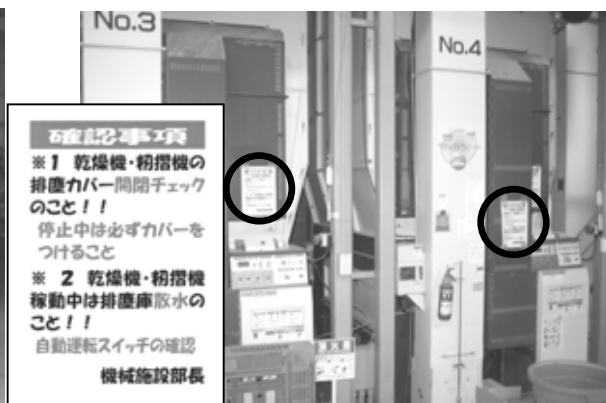 No.3
No.4
確認事項
※1 乾燥機・籾摺機の
排塵カバー開閉チェック
のこと！！
停止中は必ずカバーを
つけること
※ 2 乾燥機・籾摺機
稼動中は排塵庫散水の
こと！！
自動運転スイッチの確認
機械施設部長